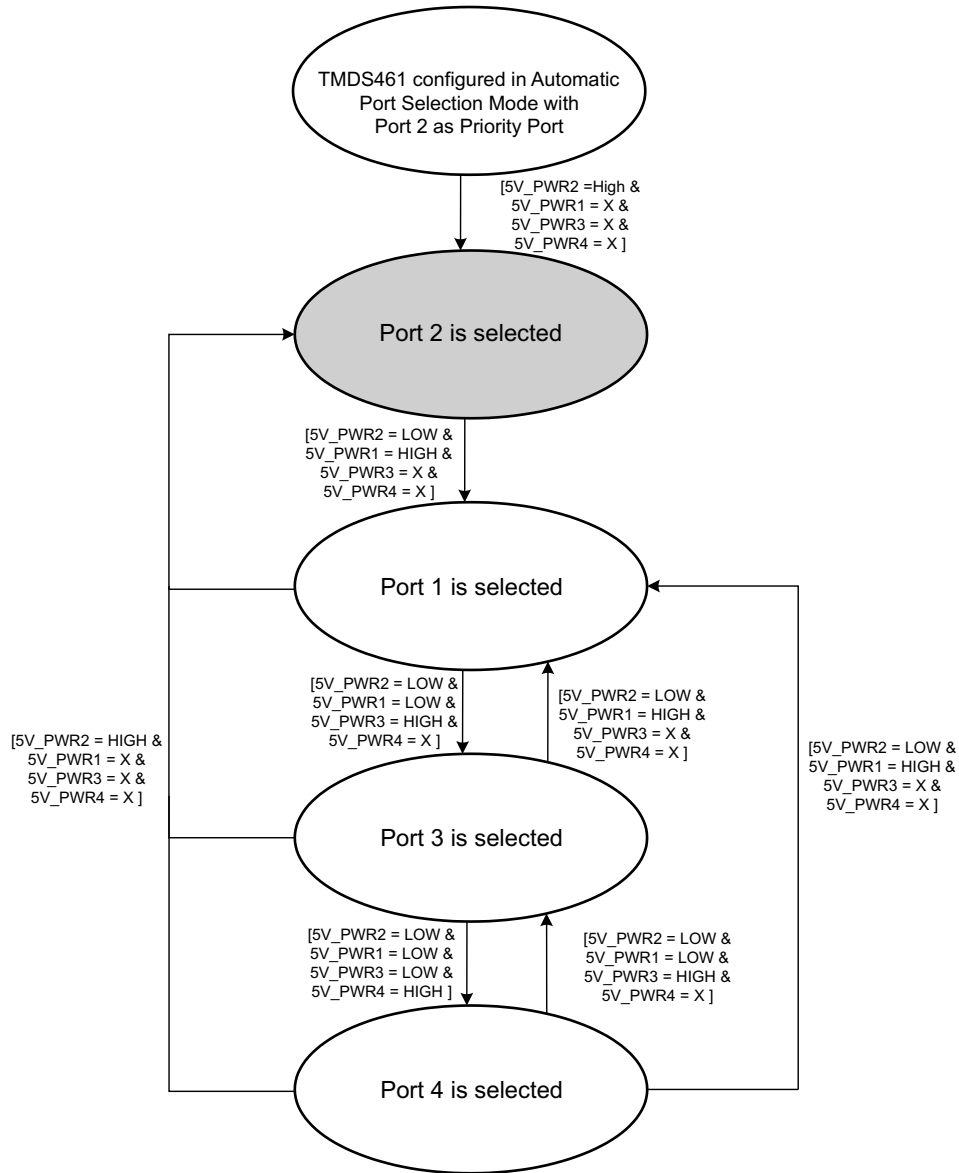 TMDS461 configured in Automatic
Port Selection Mode with
Port 2 as Priority Port
[5V_PWR2 =High &
5V_PWR1 = X &
5V_PWR3 = X &
5V_PWR4 = X ]
Port 2 is selected
[5V_PWR2 = LOW &
5V_PWR1 = HIGH &
5V_PWR3 = X &
5V_PWR4 = X ]
Port 1 is selected
[5V_PWR2 = LOW &
5V_PWR1 = LOW &
5V_PWR3 = HIGH &
5V_PWR4 = X ]
[5V_PWR2 = LOW &
5V_PWR1 = HIGH &
5V_PWR3 = X &
5V_PWR4 = X ]
[5V_PWR2 = HIGH &
5V_PWR1 = X &
5V_PWR3 = X &
5V_PWR4 = X ]
[5V_PWR2 = LOW &
5V_PWR1 = HIGH &
5V_PWR3 = X &
5V_PWR4 = X ]
Port 3 is selected
[5V_PWR2 = LOW &
5V_PWR1 = LOW &
5V_PWR3 = LOW &
5V_PWR4 = HIGH ]
[5V_PWR2 = LOW &
5V_PWR1 = LOW &
5V_PWR3 = HIGH &
5V_PWR4 = X ]
Port 4 is selected